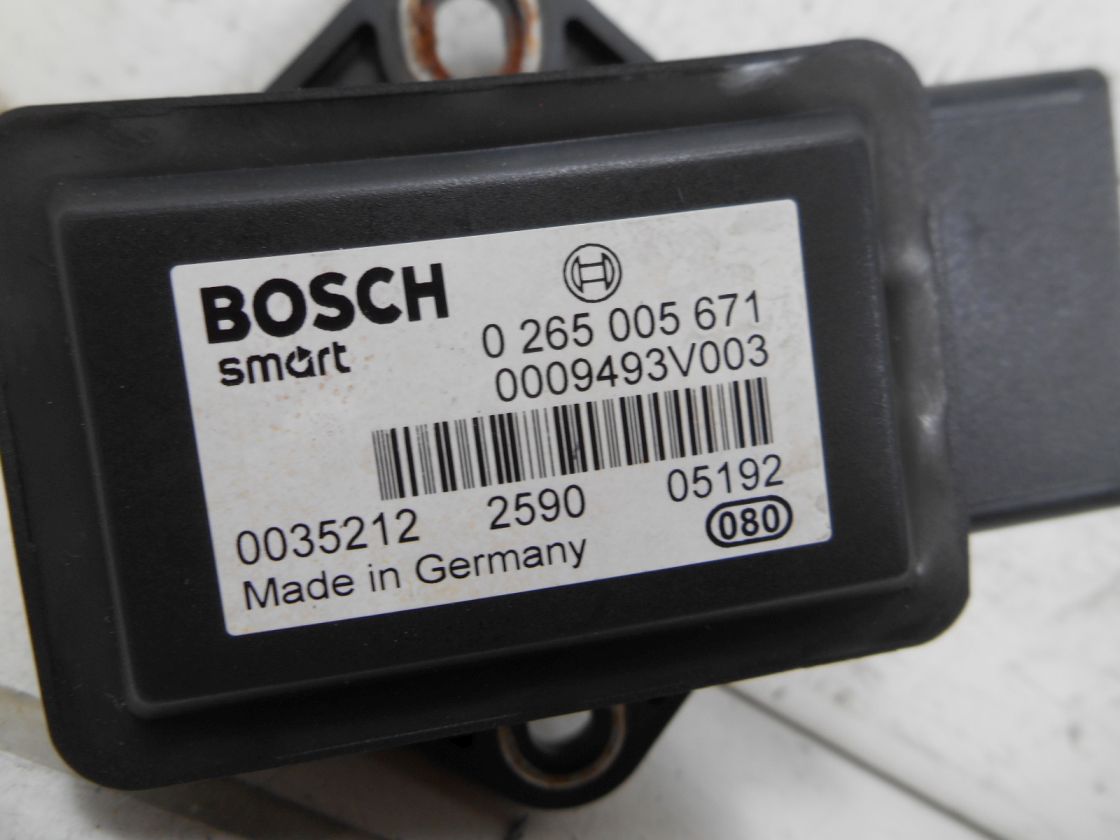 BOSCH
smart
0 265 005 671
0009493V003
0035212 2590 05192
Made in Germany 080